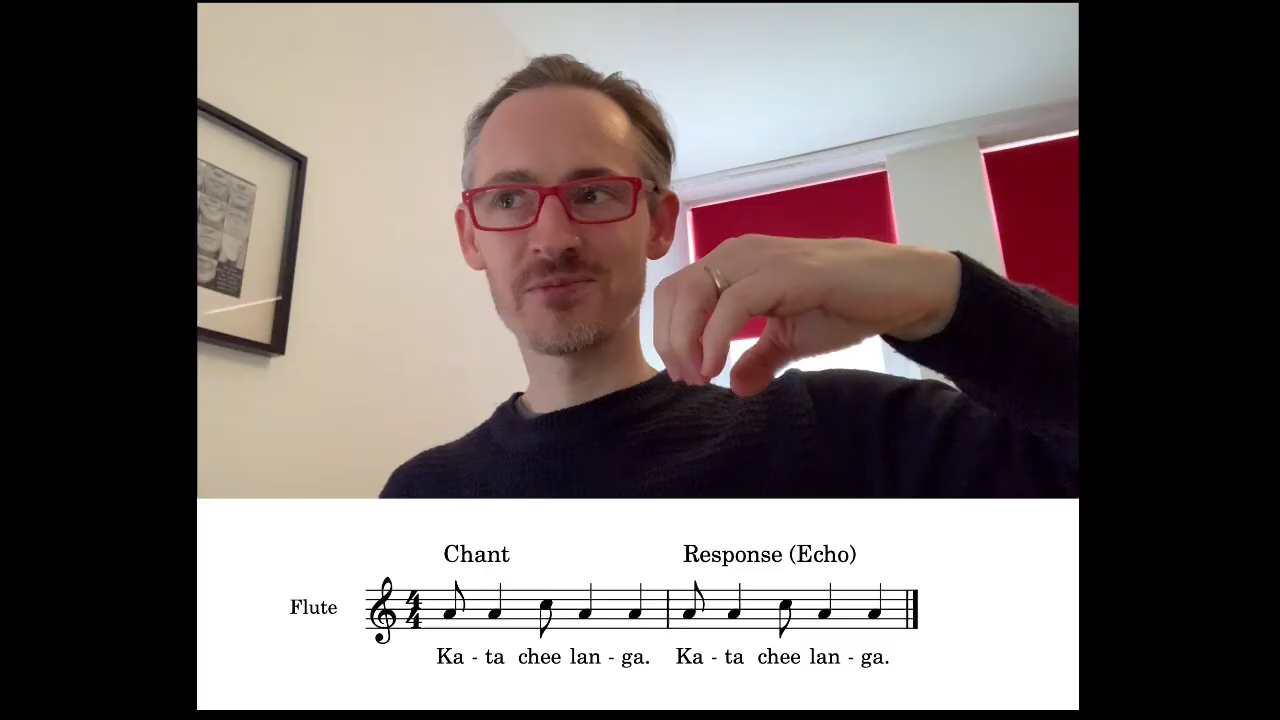 Chant Response (Echo)
Flute
Ka - ta chee lan - ga. Ka - ta chee lan - ga.